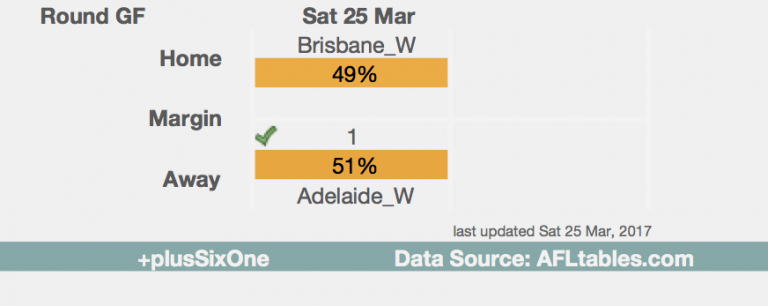 Round GF Sat 25 Mar
Home Brisbane_W
49%
Margin 1
51%
Away Adelaide_W
last updated Sat 25 Mar, 2017
+plusSixOne Data Source: AFLtables.com